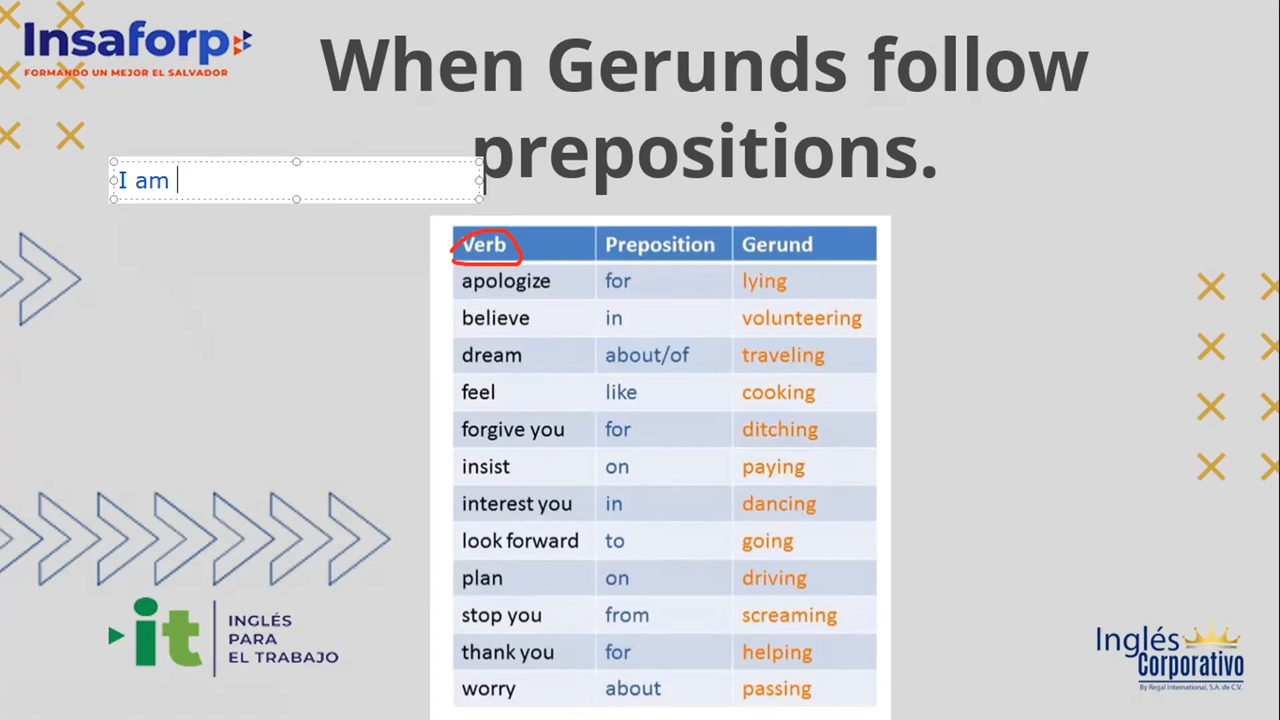 Insaforp
FORMANDO UN MEJOR EL SALVADOR
When Gerunds follow
prepositions.
I am
Verb Preposition Gerund
apologize for lying
believe in volunteering
dream about/of traveling
feel like cooking
forgive you for ditching
insist on paying
interest you in dancing
look forward to going
plan on driving
stop you from screaming
thank you for helping
worry about passing
it
INGLÉS
PARA
EL TRABAJO
Inglés
Corporativo
By Regal International, S.A. de C.V.